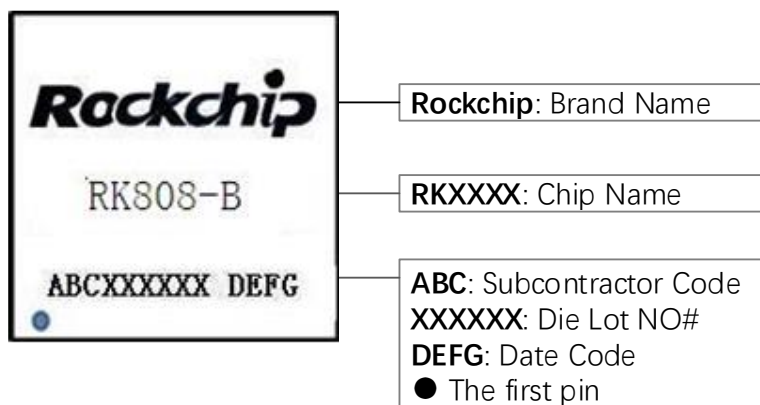 Rockchip
RK808-B
ABCXXXXXX DEFG
Rockchip: Brand Name
RKXXXX: Chip Name
ABC: Subcontractor Code
XXXXXX: Die Lot NO#
DEFG: Date Code
● The first pin